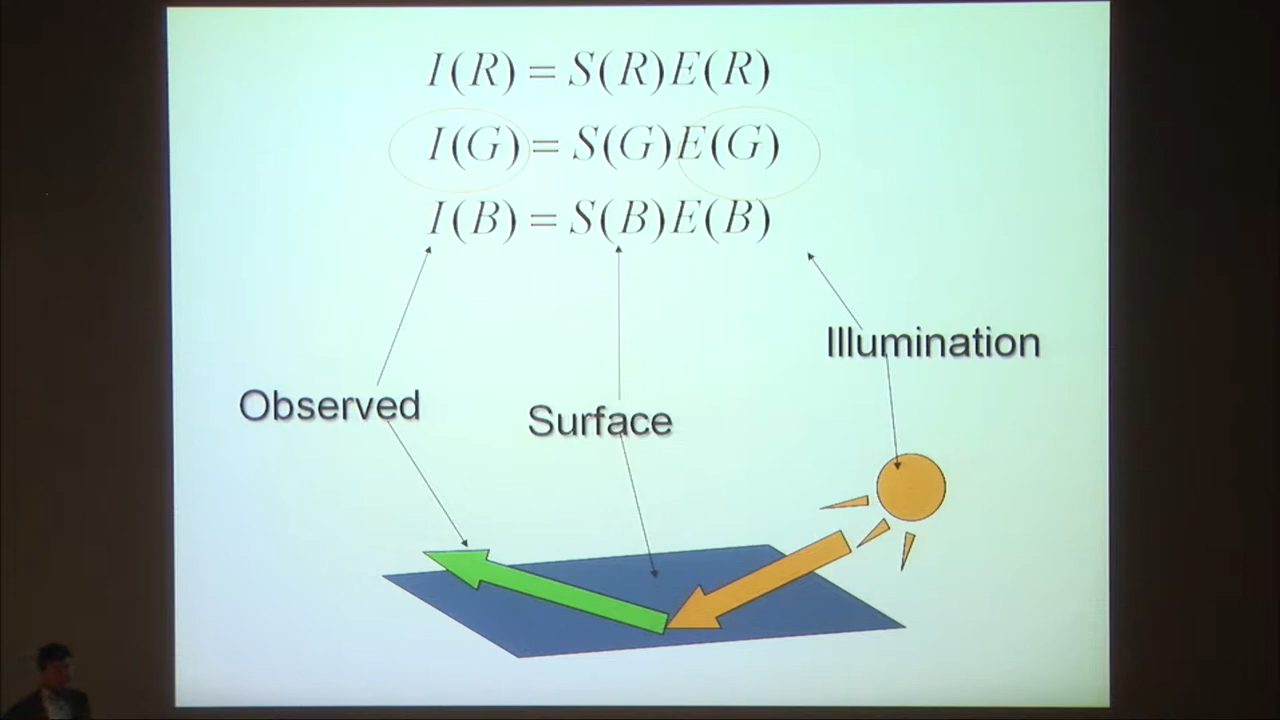 I(R) = S(R)E(R)
I(G) = S(G)E(G)
I(B) = S(B)E(B)
Illumination
Observed
Surface